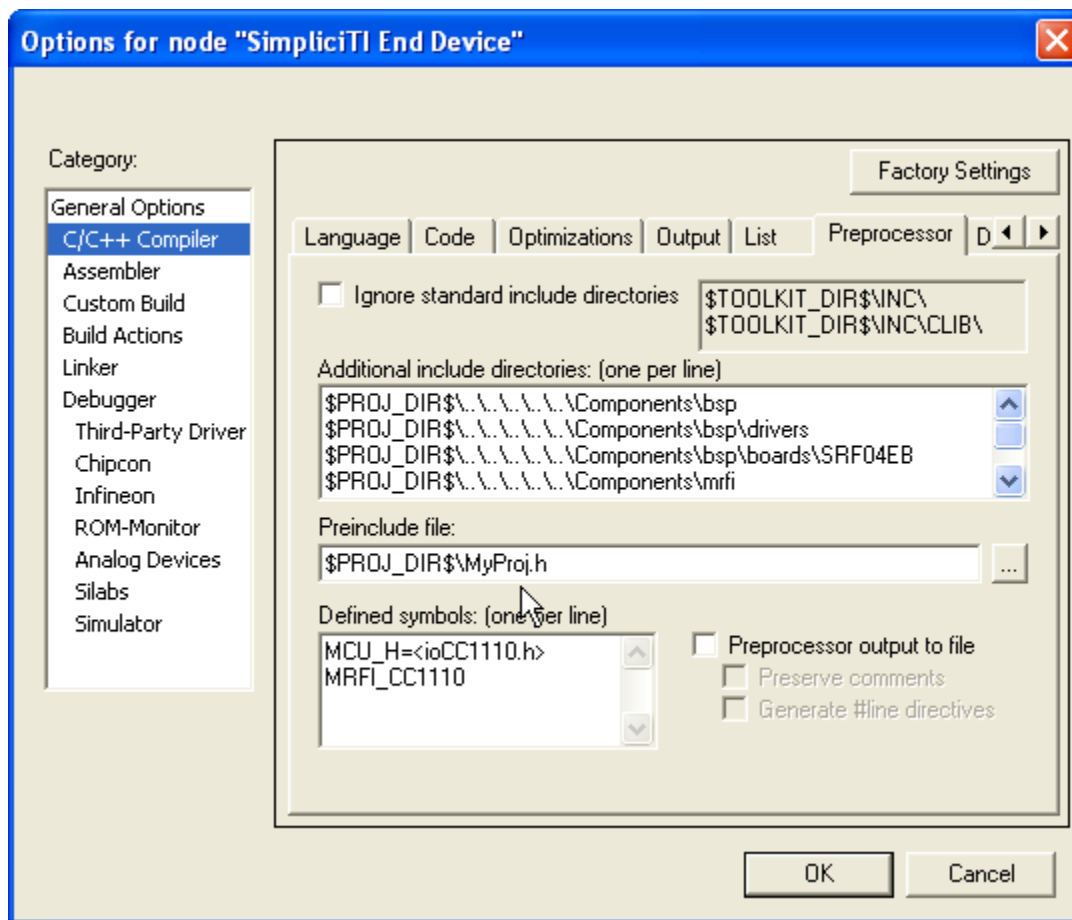 Options for node "SimpliciTI End Device"
Category:
General Options
C/C++ Compiler
Assembler
Custom Build
Build Actions
Linker
Debugger
Third-Party Driver
Chipcon
Infineon
ROM-Monitor
Analog Devices
Silabs
Simulator
Factory Settings
Language Code Optimizations Output List Preprocessor D
Ignore standard include directories
$TOOLKIT_DIR$\INC\
$TOOLKIT_DIR$\INC\CLIB\
Additional include directories: (one per line)
$PROJ_DIR$\..\..\..\..\..\..\Components\bsp
$PROJ_DIR$\..\..\..\..\..\..\Components\bsp\drivers
$PROJ_DIR$\..\..\..\..\..\..\Components\bsp\boards\SRF04EB
$PROJ_DIR$\..\..\..\..\..\..\Components\mrfi
Preinclude file:
$PROJ_DIR$\MyProj.h
...
Defined symbols: (one per line)
MCU_H=<ioCC1110.h>
MRFI_CC1110
Preprocessor output to file
Preserve comments
Generate #line directives
OK
Cancel